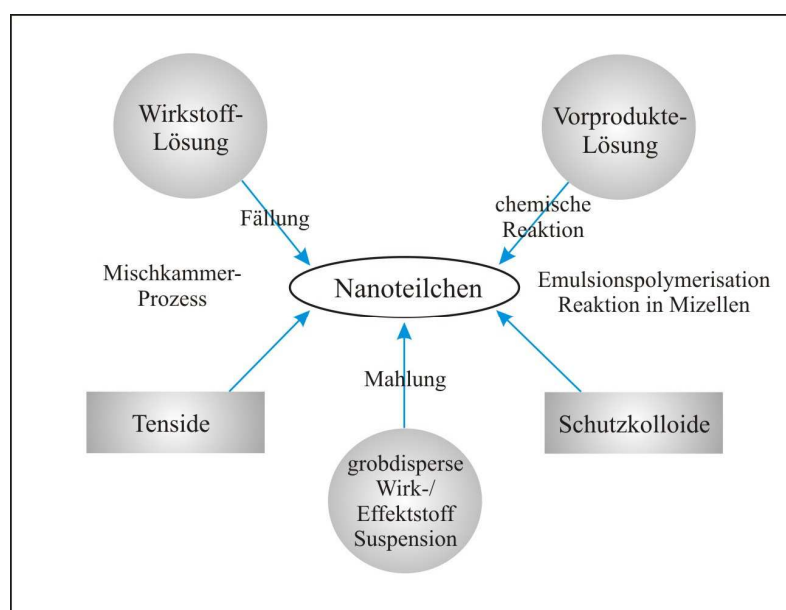 Wirkstoff-
Lösung
Vorprodukte-
Lösung
Fällung
chemische
Reaktion
Mischkammer-
Prozess
Nanoteilchen
Emulsionspolymerisation
Reaktion in Mizellen
Mahlung
Tenside
Schutzkolloide
grobdisperse
Wirk-/
Effektstoff
Suspension